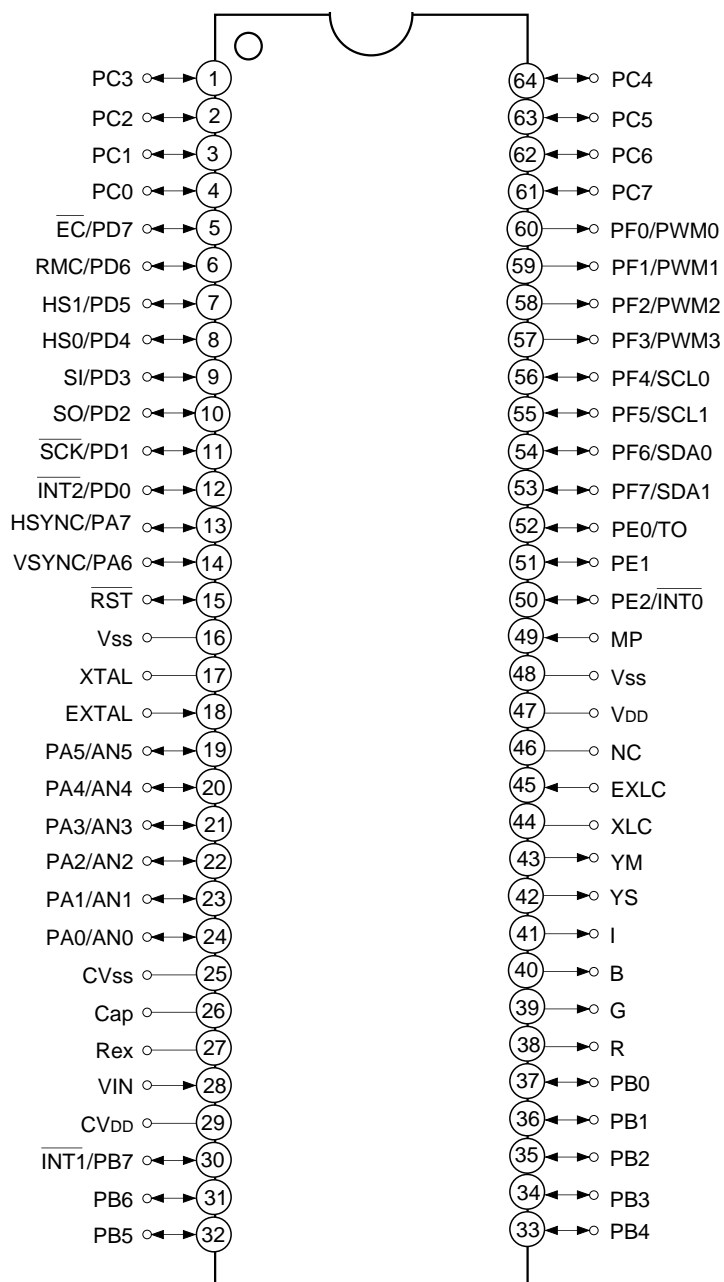 PC3 1 64 PC4
PC2 2 63 PC5
PC1 3 62 PC6
PC0 4 61 PC7
E̅C̅/PD7 5 60 PF0/PWM0
RMC/PD6 6 59 PF1/PWM1
HS1/PD5 7 58 PF2/PWM2
HS0/PD4 8 57 PF3/PWM3
SI/PD3 9 56 PF4/SCL0
SO/PD2 10 55 PF5/SCL1
S̅C̅K̅/PD1 11 54 PF6/SDA0
I̅N̅T̅2̅/PD0 12 53 PF7/SDA1
HSYNC/PA7 13 52 PE0/TO
VSYNC/PA6 14 51 PE1
R̅S̅T̅ 15 50 PE2/I̅N̅T̅0̅
Vss 16 49 MP
XTAL 17 48 Vss
EXTAL 18 47 VDD
PA5/AN5 19 46 NC
PA4/AN4 20 45 EXLC
PA3/AN3 21 44 XLC
PA2/AN2 22 43 YM
PA1/AN1 23 42 YS
PA0/AN0 24 41 I
CVss 25 40 B
Cap 26 39 G
Rex 27 38 R
VIN 28 37 PB0
CVDD 29 36 PB1
I̅N̅T̅1̅/PB7 30 35 PB2
PB6 31 34 PB3
PB5 32 33 PB4